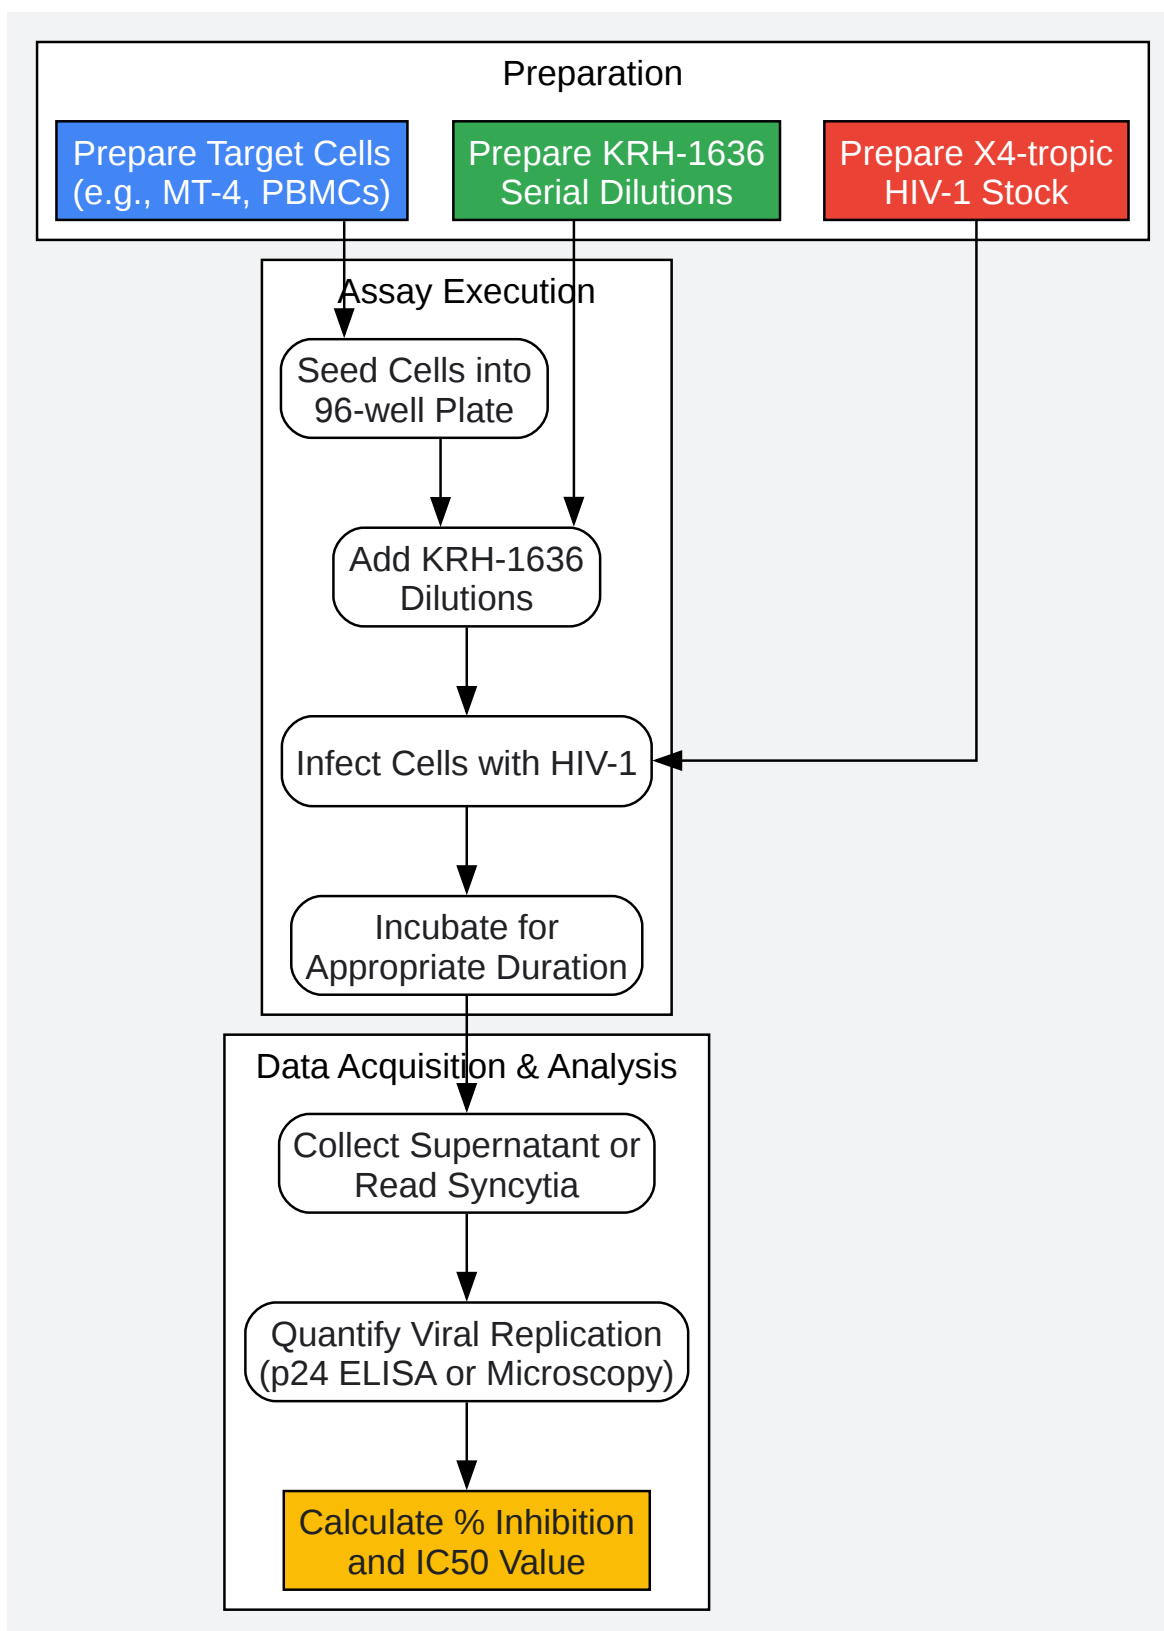 Preparation
Prepare Target Cells
(e.g., MT-4, PBMCs)
Prepare KRH-1636
Serial Dilutions
Prepare X4-tropic
HIV-1 Stock
Assay Execution
Seed Cells into
96-well Plate
Add KRH-1636
Dilutions
Infect Cells with HIV-1
Incubate for
Appropriate Duration
Data Acquisition & Analysis
Collect Supernatant or
Read Syncytia
Quantify Viral Replication
(p24 ELISA or Microscopy)
Calculate % Inhibition
and IC50 Value